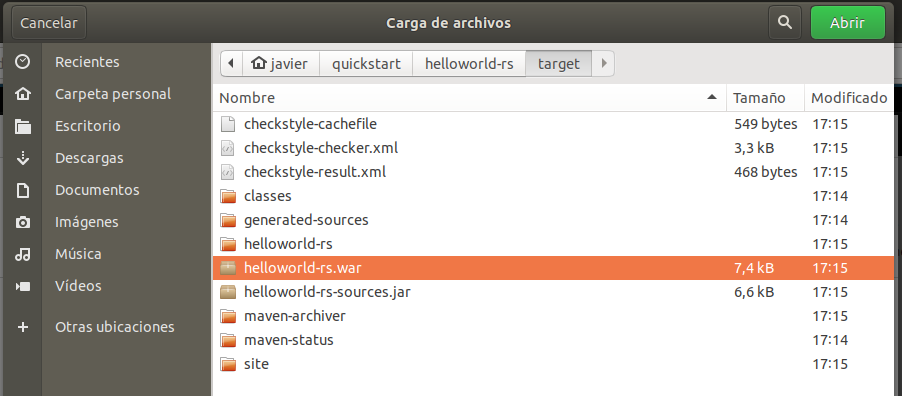 Cancelar Carga de archivos Abrir
Recientes
Carpeta personal
Escritorio
Descargas
Documentos
Imágenes
Música
Vídeos
Otras ubicaciones
javier quickstart helloworld-rs target
Nombre Tamaño Modificado
checkstyle-cachefile 549 bytes 17:15
checkstyle-checker.xml 3,3 kB 17:15
checkstyle-result.xml 468 bytes 17:15
classes 17:14
generated-sources 17:14
helloworld-rs 17:15
helloworld-rs.war 7,4 kB 17:15
helloworld-rs-sources.jar 6,6 kB 17:15
maven-archiver 17:15
maven-status 17:14
site 17:15